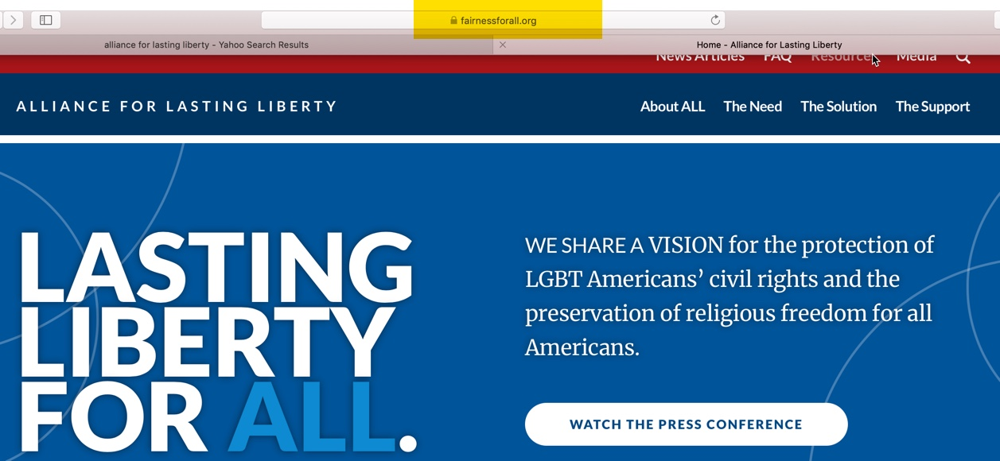 fairnessforall.org
alliance for lasting liberty - Yahoo Search Results
Home - Alliance for Lasting Liberty
News Articles FAQ Resources Media
ALLIANCE FOR LASTING LIBERTY
About ALL The Need The Solution The Support
LASTING
LIBERTY
FOR ALL.
WE SHARE A VISION for the protection of
LGBT Americans’ civil rights and the
preservation of religious freedom for all
Americans.
WATCH THE PRESS CONFERENCE